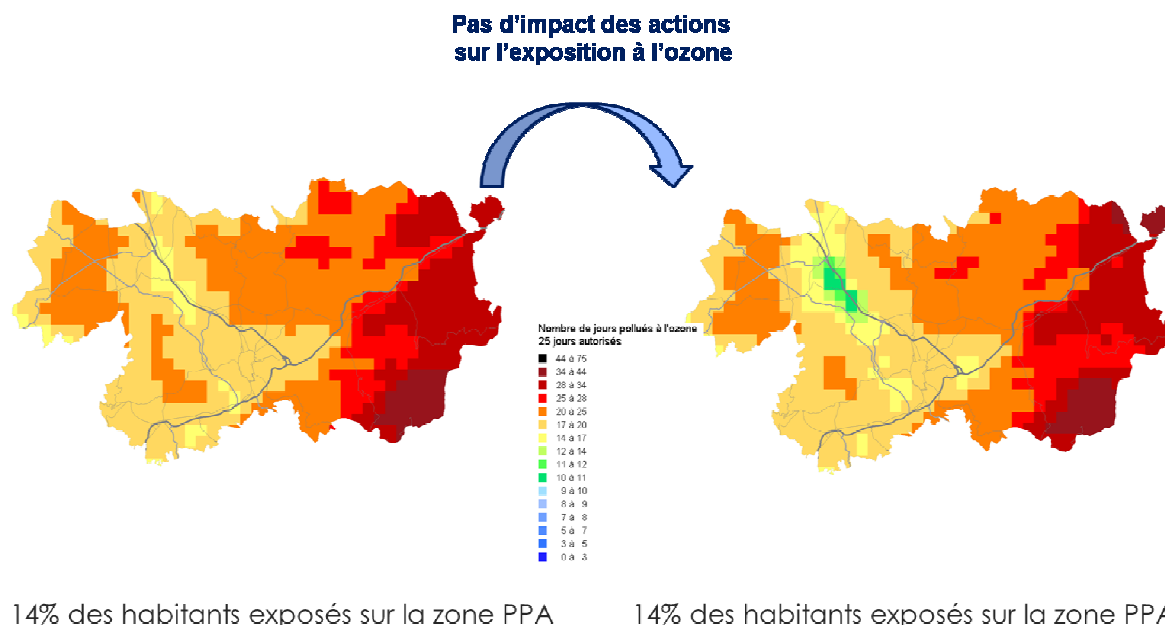 Pas d'impact des actions
sur l'exposition à l'ozone
Nombre de jours pollués à l'ozone
25 jours autorisés
44 à 75
34 à 44
28 à 34
25 à 28
20 à 25
17 à 20
14 à 17
12 à 14
11 à 12
10 à 11
9 à 10
8 à 9
7 à 8
5 à 7
3 à 5
0 à 3
14% des habitants exposés sur la zone PPA
14% des habitants exposés sur la zone PPA